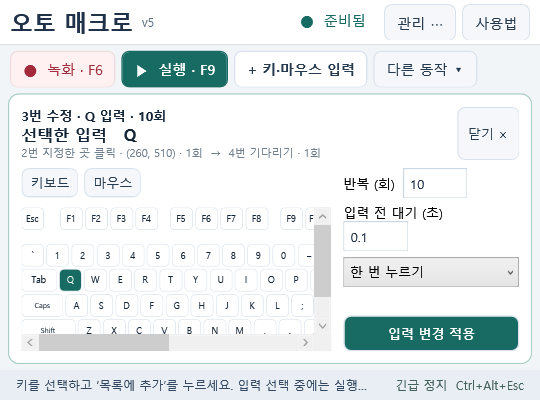 오토 매크로 v5 준비됨 관리 … 사용법
녹화 · F6 실행 · F9 + 키·마우스 입력 다른 동작 ▼
3번 수정 · Q 입력 · 10회
선택한 입력 Q
2번 지정한 곳 클릭 · (260, 510) · 1회 → 4번 기다리기 · 1회
닫기 ×
키보드 마우스
반복 (회) 10
입력 전 대기 (초)
0.1
한 번 누르기
입력 변경 적용
Esc F1 F2 F3 F4 F5 F6 F7 F8 F9
` 1 2 3 4 5 6 7 8 9 0 –
Tab Q W E R T Y U I O P [
Caps A S D F G H J K L ;
Shift Z X C V B N M , .
키를 선택하고 ‘목록에 추가’를 누르세요. 입력 선택 중에는 실행… 긴급 정지 Ctrl+Alt+Esc